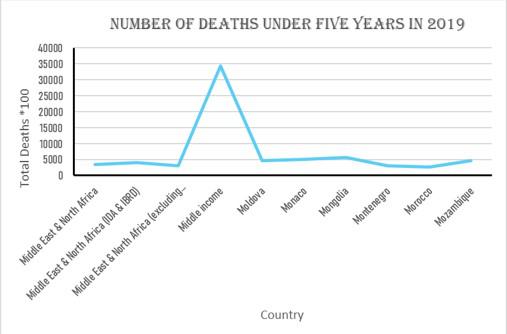 NUMBER OF DEATHS UNDER FIVE YEARS IN 2019
Total Deaths *100
40000
35000
30000
25000
20000
15000
10000
5000
0
Middle East & North Africa
Middle East & North Africa (IDA & IBRD)
Middle East & North Africa (excluding...
Middle income
Moldova
Monaco
Mongolia
Montenegro
Morocco
Mozambique
Country